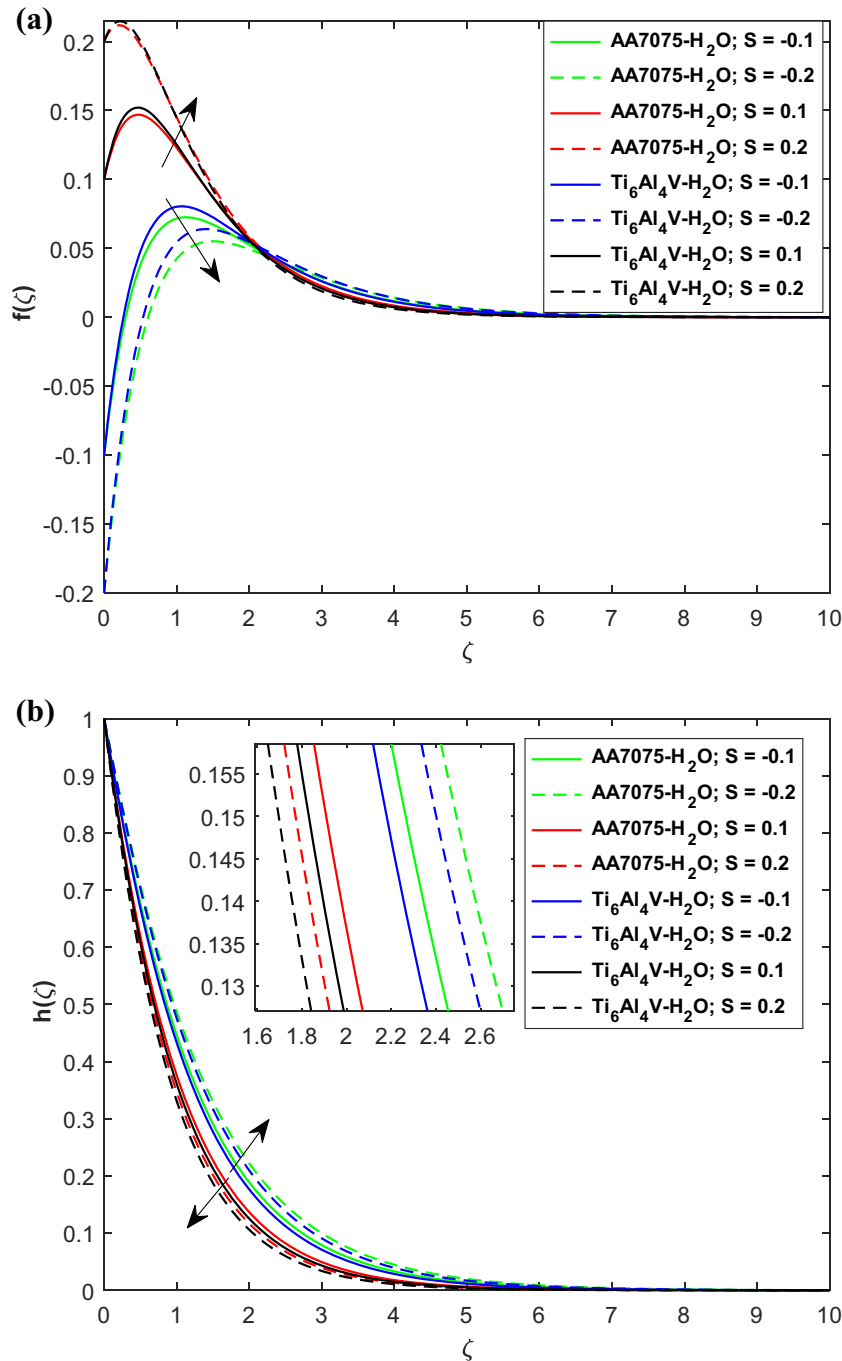 (a)
0.2
0.15
0.1
0.05
0
-0.05
-0.1
-0.15
-0.2
f(ζ)
0 1 2 3 4 5 6 7 8 9 10
ζ
AA7075-H₂O; S = -0.1
AA7075-H₂O; S = -0.2
AA7075-H₂O; S = 0.1
AA7075-H₂O; S = 0.2
Ti₆Al₄V-H₂O; S = -0.1
Ti₆Al₄V-H₂O; S = -0.2
Ti₆Al₄V-H₂O; S = 0.1
Ti₆Al₄V-H₂O; S = 0.2
(b)
1
0.9
0.8
0.7
0.6
0.5
0.4
0.3
0.2
0.1
0
h(ζ)
0 1 2 3 4 5 6 7 8 9 10
ζ
0.155
0.15
0.145
0.14
0.135
0.13
1.6 1.8 2 2.2 2.4 2.6
AA7075-H₂O; S = -0.1
AA7075-H₂O; S = -0.2
AA7075-H₂O; S = 0.1
AA7075-H₂O; S = 0.2
Ti₆Al₄V-H₂O; S = -0.1
Ti₆Al₄V-H₂O; S = -0.2
Ti₆Al₄V-H₂O; S = 0.1
Ti₆Al₄V-H₂O; S = 0.2